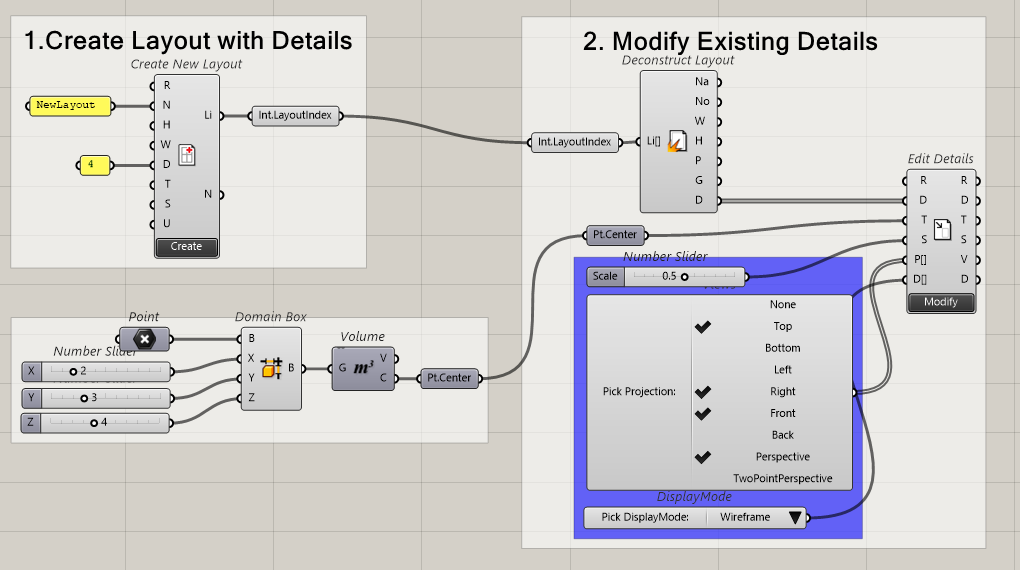 1.Create Layout with Details
Create New Layout
NewLayout
4
R
N
H
W
D
T
S
U
Li
N
Create
Int.LayoutIndex
2. Modify Existing Details
Deconstruct Layout
Int.LayoutIndex
Li[]
Na
No
W
H
P
G
D
Edit Details
R
D
T
S
P[]
D[]
R
D
T
S
V
D
Modify
Pt.Center
Number Slider
Scale
0.5
Views
Pick Projection:
None
Top
Bottom
Left
Right
Front
Back
Perspective
TwoPointPerspective
DisplayMode
Pick DisplayMode:
Wireframe
Point
Number Slider
X
2
Y
3
Z
4
Domain Box
B
X
Y
Z
B
Volume
G
m³
V
C
Pt.Center